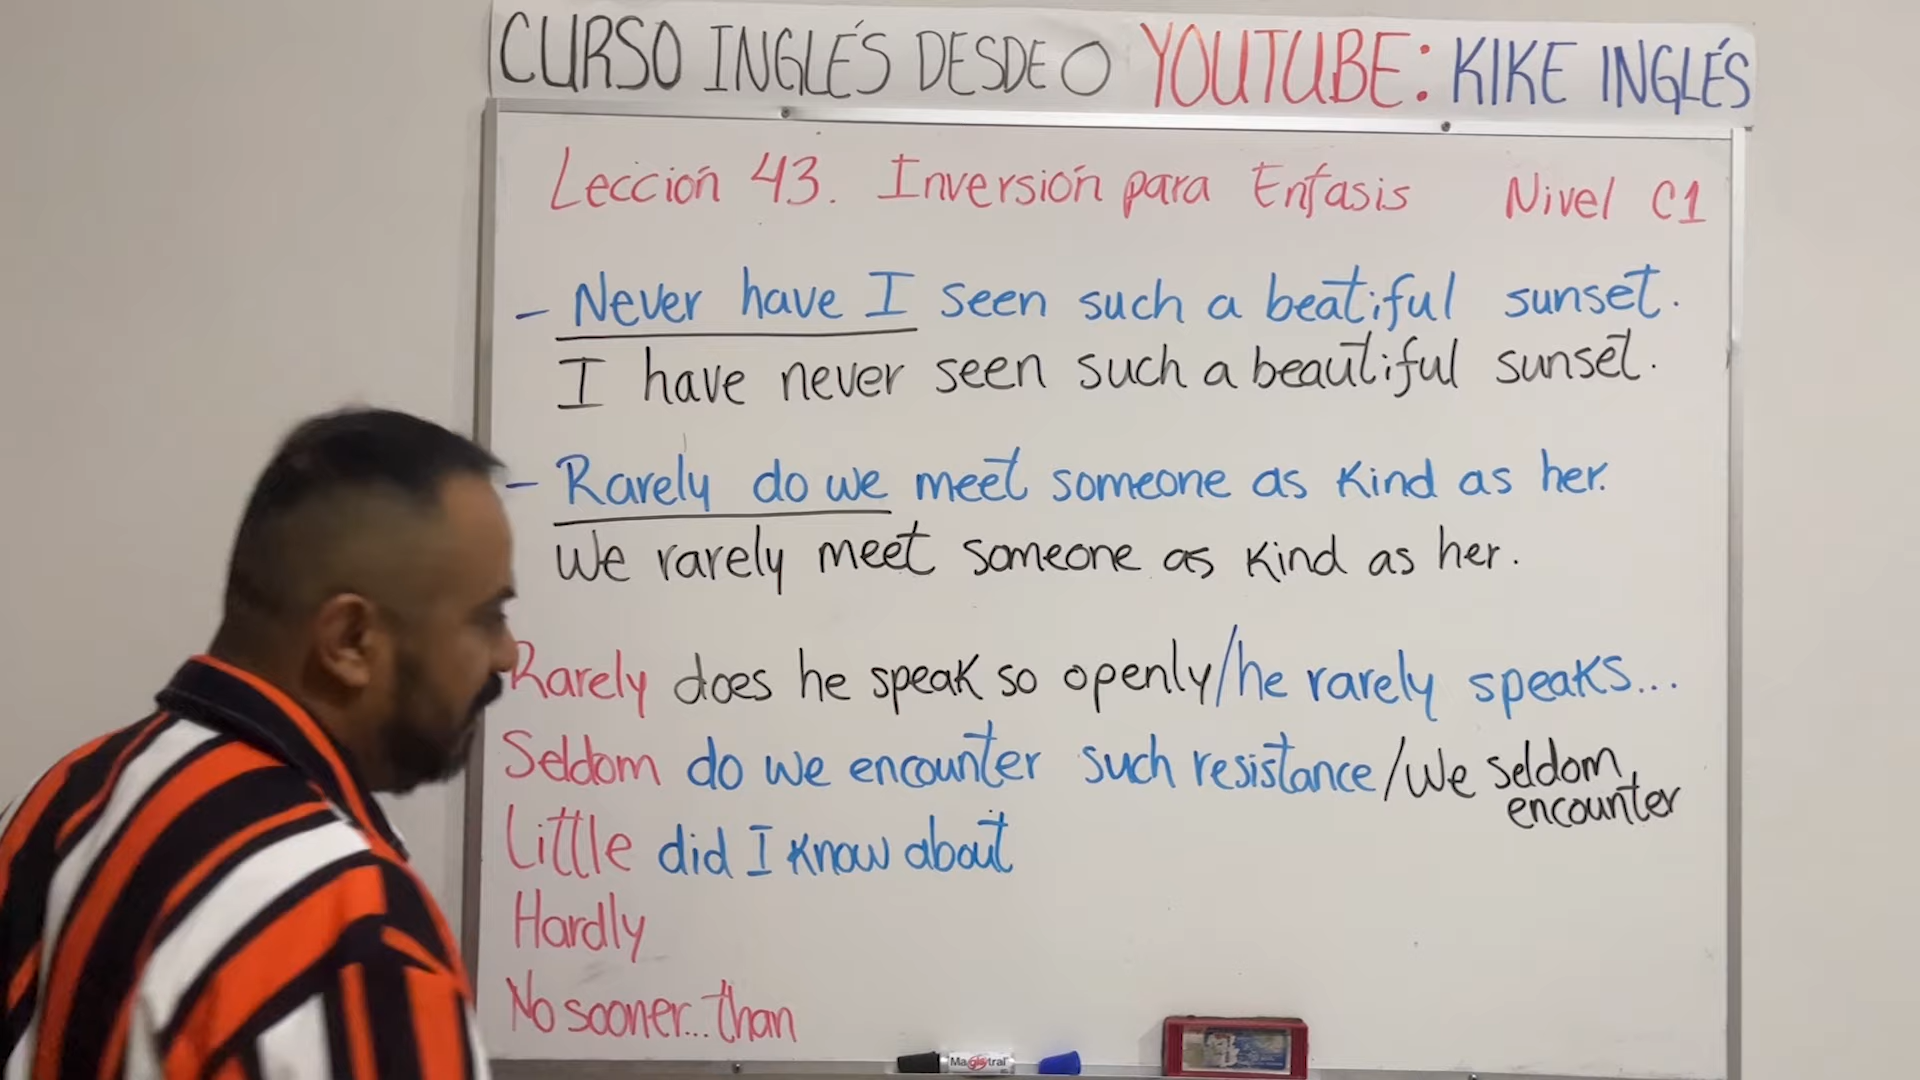 CURSO INGLÉS DESDE 0 YOUTUBE: KIKE INGLÉS
Lección 43. Inversión para Enfasis Nivel C1
- Never have I seen such a beatiful sunset.
I have never seen such a beautiful sunset.
- Rarely do we meet someone as kind as her.
We rarely meet someone as kind as her.
Rarely does he speak so openly/he rarely speaks...
Seldom do we encounter such resistance/We seldom
encounter
Little did I know about
Hardly
No sooner...than
Magistral